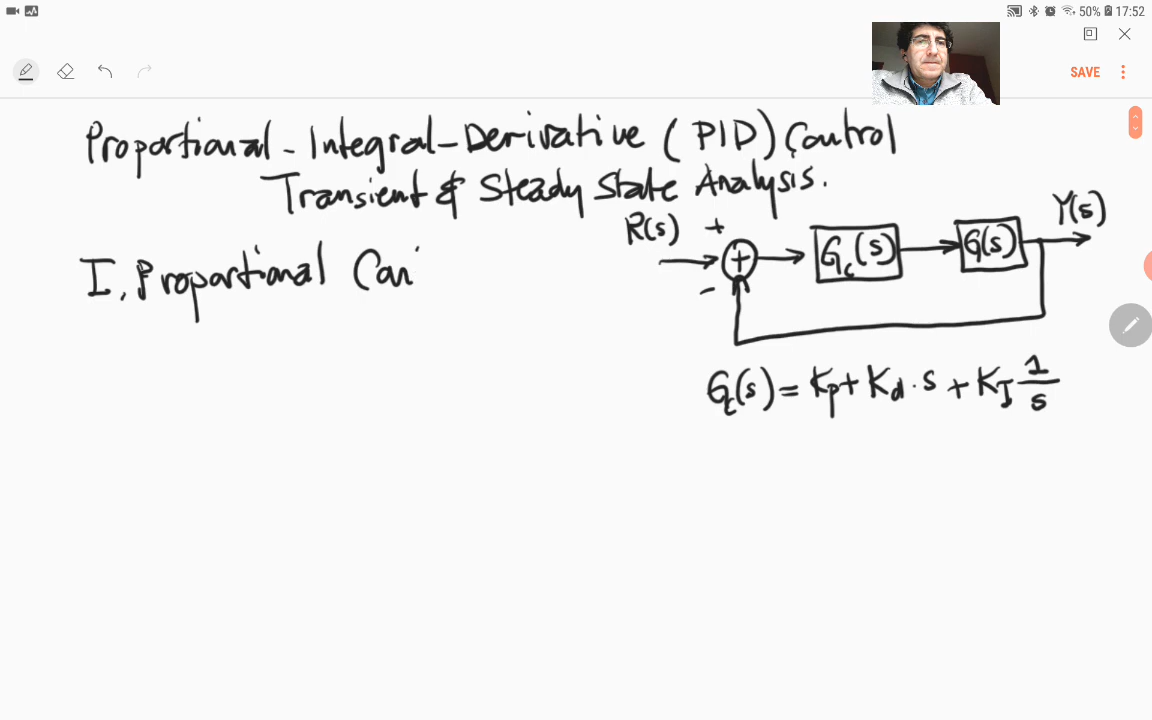 50% 17:52
SAVE
Proportional - Integral-Derivative (PID) Control
Transient & Steady State Analysis.
R(s) + Gc(s) G(s) Y(s)
+
-
I. Proportional Con
Gc(s) = Kp + Kd · s + KI 1/s